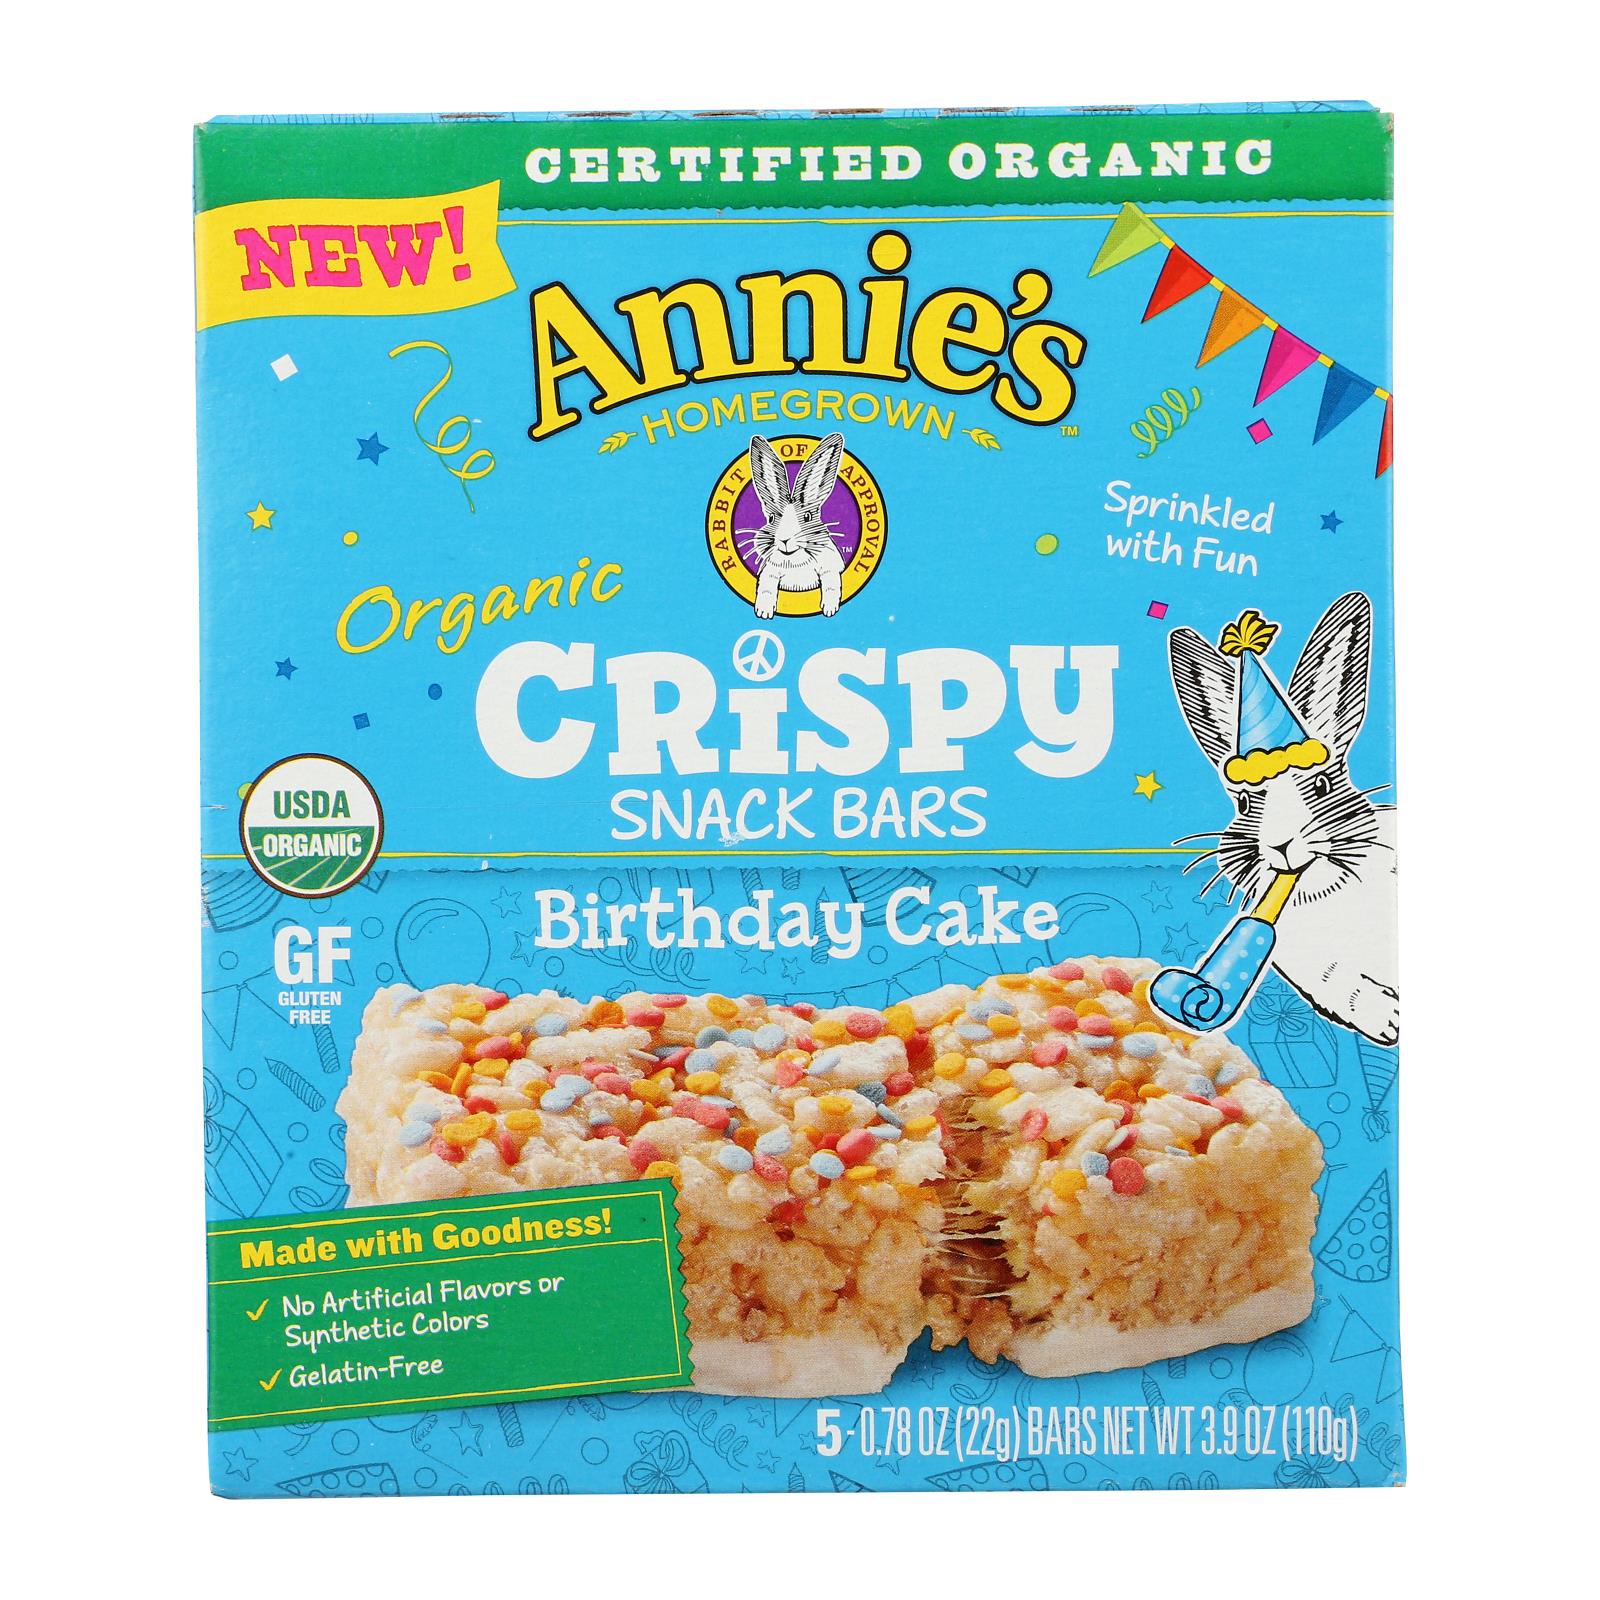 CERTIFIED ORGANIC
NEW!
Annie's
HOMEGROWN
TM
RABBIT OF APPROVAL
TM
Sprinkled
with Fun
Organic
CRiSPY
SNACK BARS
USDA
ORGANIC
Birthday Cake
GF
GLUTEN
FREE
Made with Goodness!
✓ No Artificial Flavors or
Synthetic Colors
✓ Gelatin-Free
5-0.78 OZ (22g) BARS NET WT 3.9 OZ (110g)